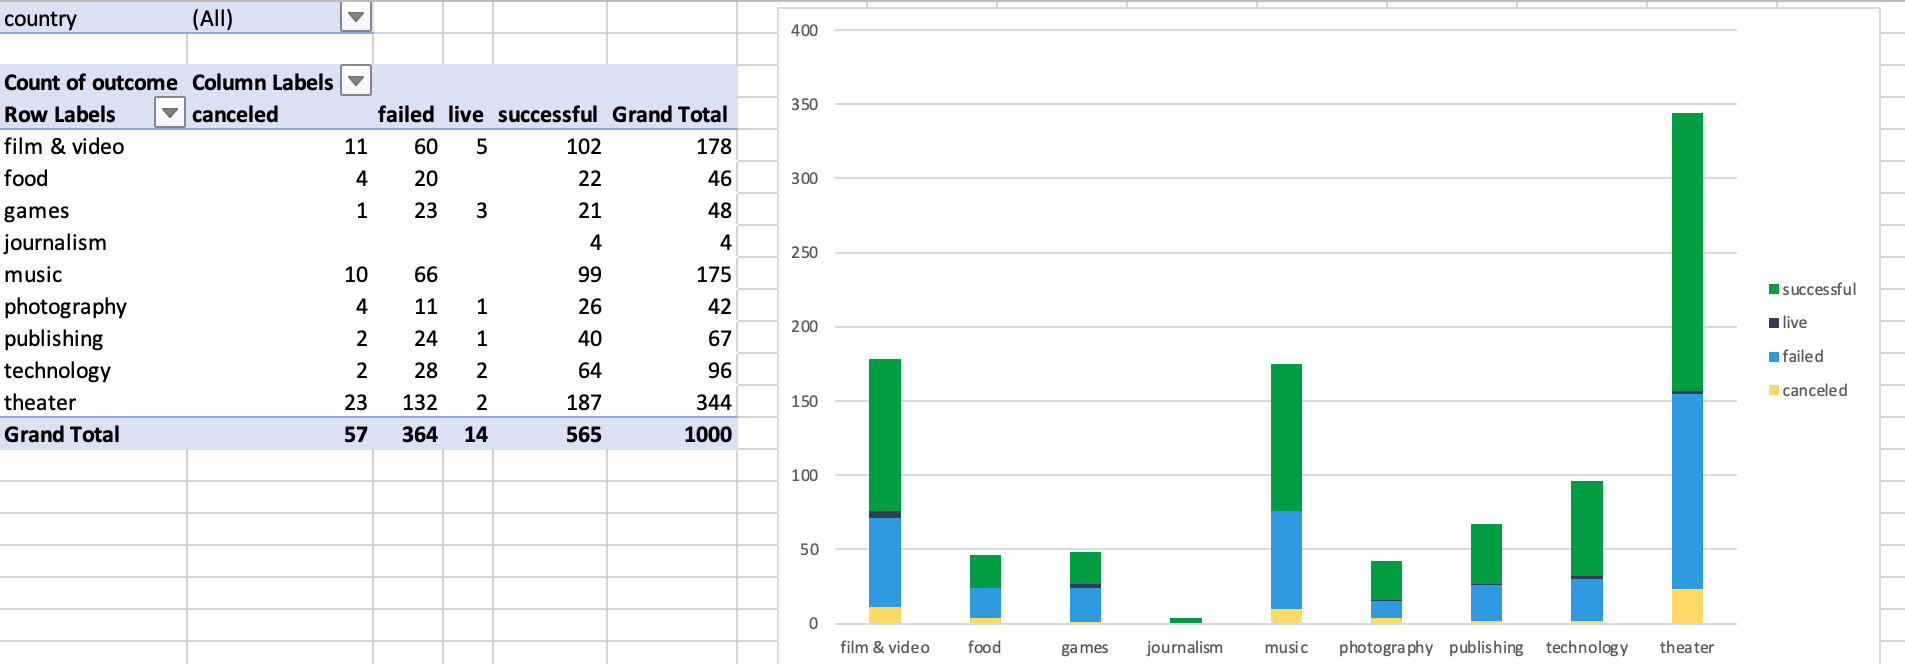 country (All)
Count of outcome Column Labels
Row Labels canceled failed live successful Grand Total
film & video 11 60 5 102 178
food 4 20 22 46
games 1 23 3 21 48
journalism 4 4
music 10 66 99 175
photography 4 11 1 26 42
publishing 2 24 1 40 67
technology 2 28 2 64 96
theater 23 132 2 187 344
Grand Total 57 364 14 565 1000
400
350
300
250
200
150
100
50
0
film & video food games journalism music photography publishing technology theater
successful
live
failed
canceled